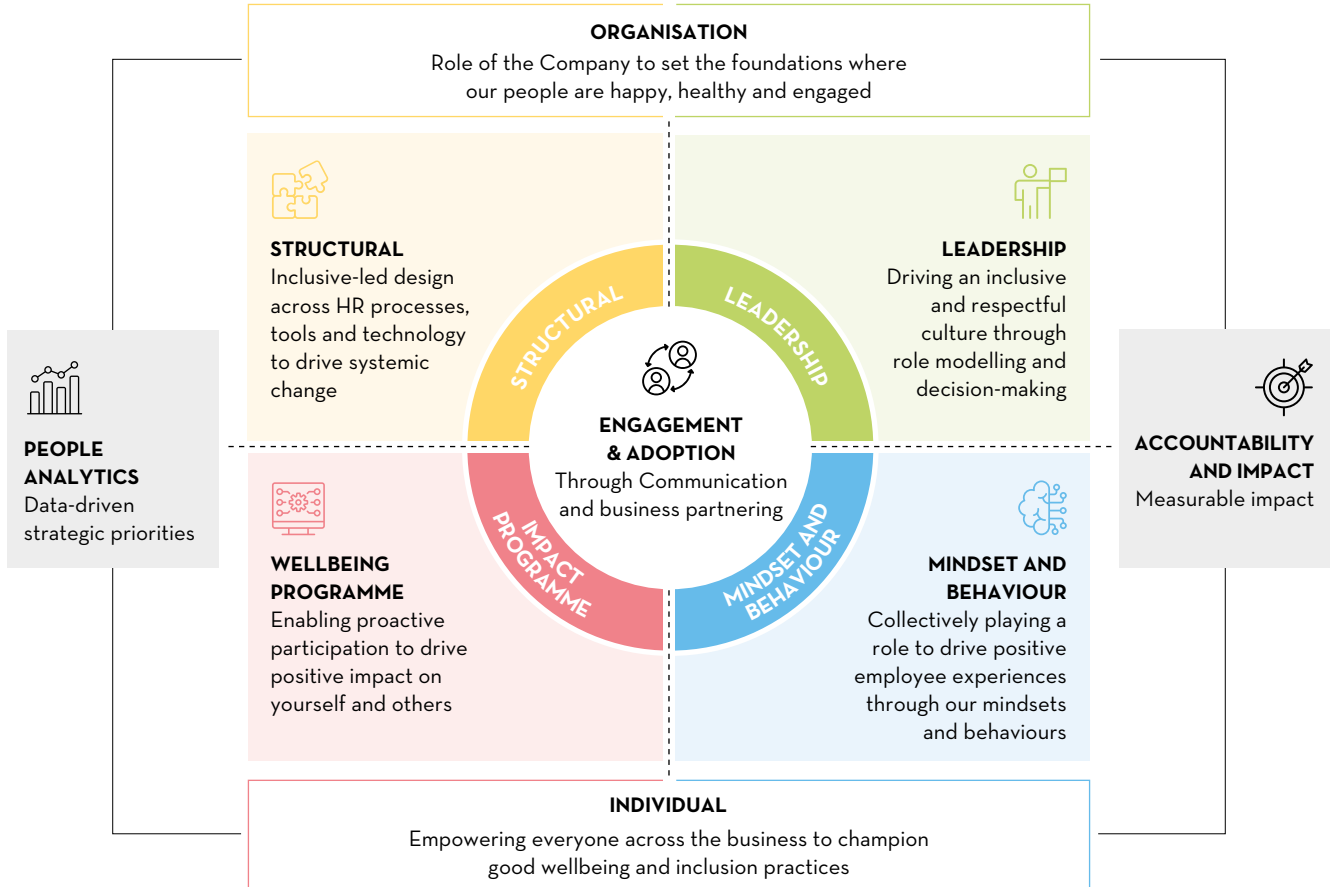 ORGANISATION
Role of the Company to set the foundations where
our people are happy, healthy and engaged
STRUCTURAL
Inclusive-led design
across HR processes,
tools and technology
to drive systemic
change
LEADERSHIP
Driving an inclusive
and respectful
culture through
role modelling and
decision-making
STRUCTURAL
LEADERSHIP
PEOPLE
ANALYTICS
Data-driven
strategic priorities
ENGAGEMENT
& ADOPTION
Through Communication
and business partnering
ACCOUNTABILITY
AND IMPACT
Measurable impact
IMPACT
PROGRAMME
MINDSET AND
BEHAVIOUR
WELLBEING
PROGRAMME
Enabling proactive
participation to drive
positive impact on
yourself and others
MINDSET AND
BEHAVIOUR
Collectively playing a
role to drive positive
employee experiences
through our mindsets
and behaviours
INDIVIDUAL
Empowering everyone across the business to champion
good wellbeing and inclusion practices